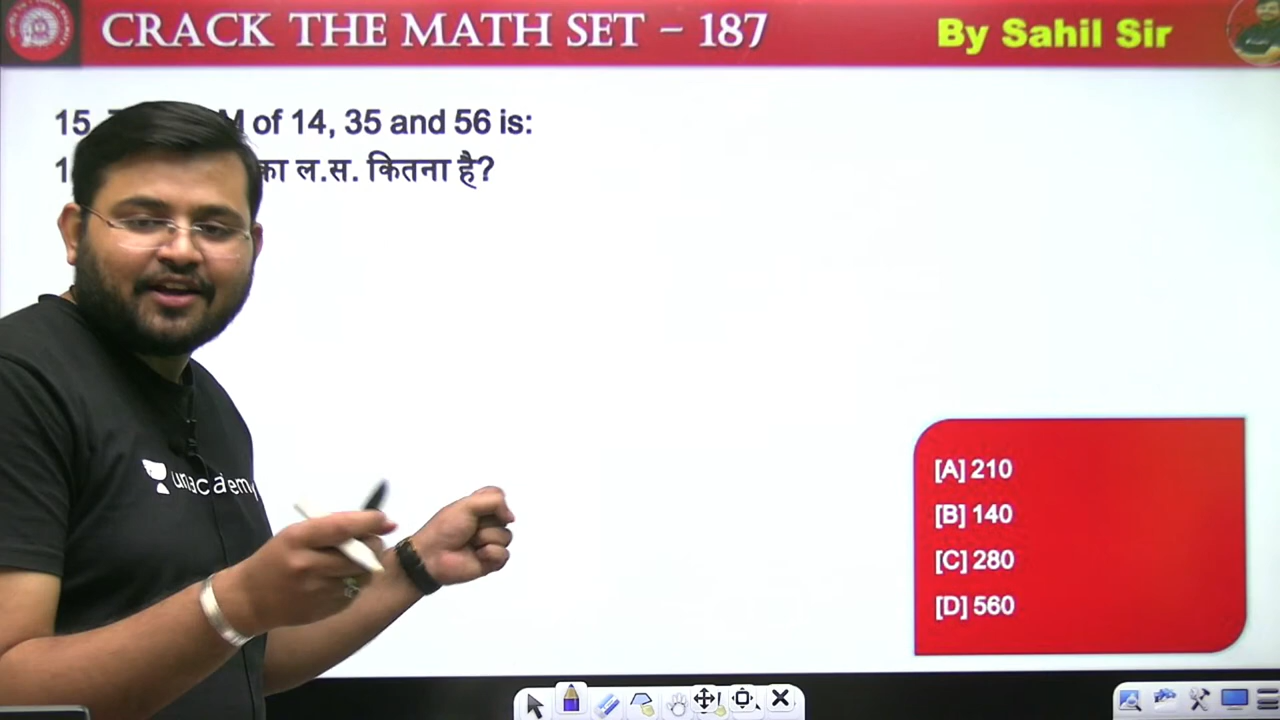 CRACK THE MATH SET – 187
By Sahil Sir
15. M of 14, 35 and 56 is:
का ल.स. कितना है?
unacademy
[A] 210
[B] 140
[C] 280
[D] 560